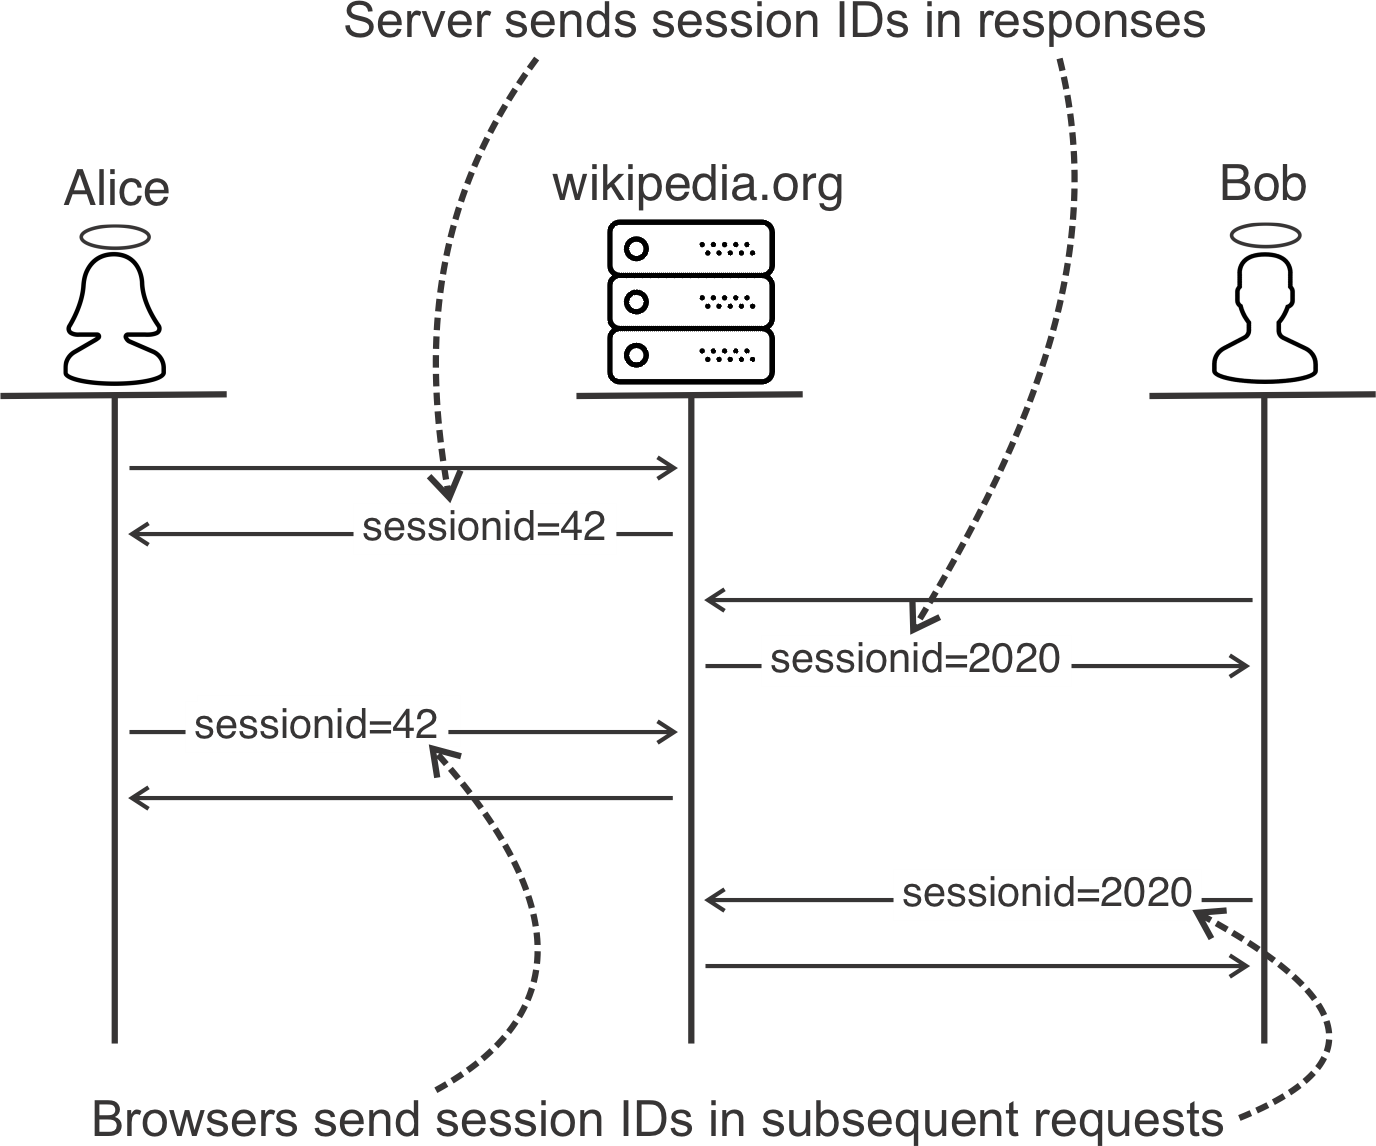 Server sends session IDs in responses
Alice
wikipedia.org
Bob
sessionid=42
sessionid=2020
sessionid=42
sessionid=2020
Browsers send session IDs in subsequent requests